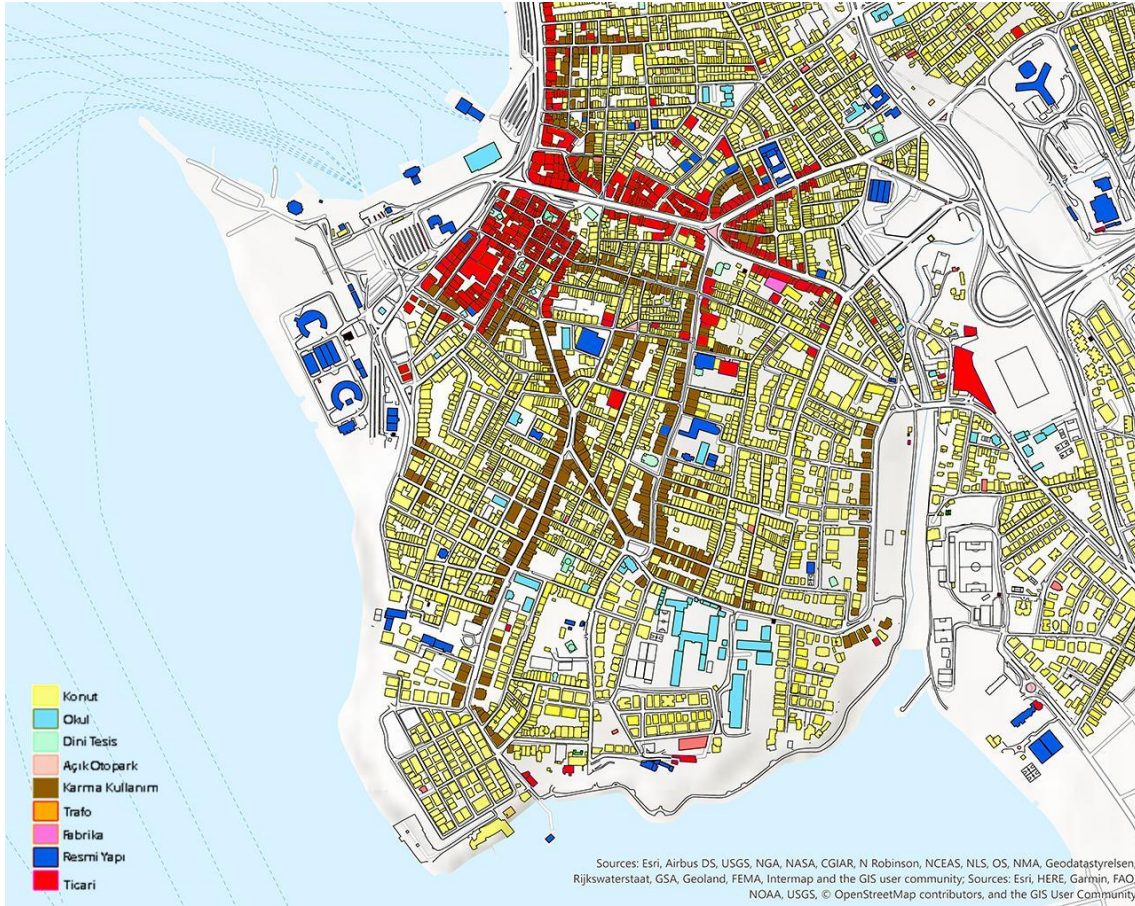 Konut
Okul
Dini Tesis
Açık Otopark
Karma Kullanım
Trafo
Fabrika
Resmi Yapı
Ticari
Sources: Esri, Airbus DS, USGS, NGA, NASA, CGIAR, N Robinson, NCEAS, NLS, OS, NMA, Geodatastyrelsen,
Rijkswaterstaat, GSA, Geoland, FEMA, Intermap and the GIS user community; Sources: Esri, HERE, Garmin, FAO,
NOAA, USGS, © OpenStreetMap contributors, and the GIS User Community